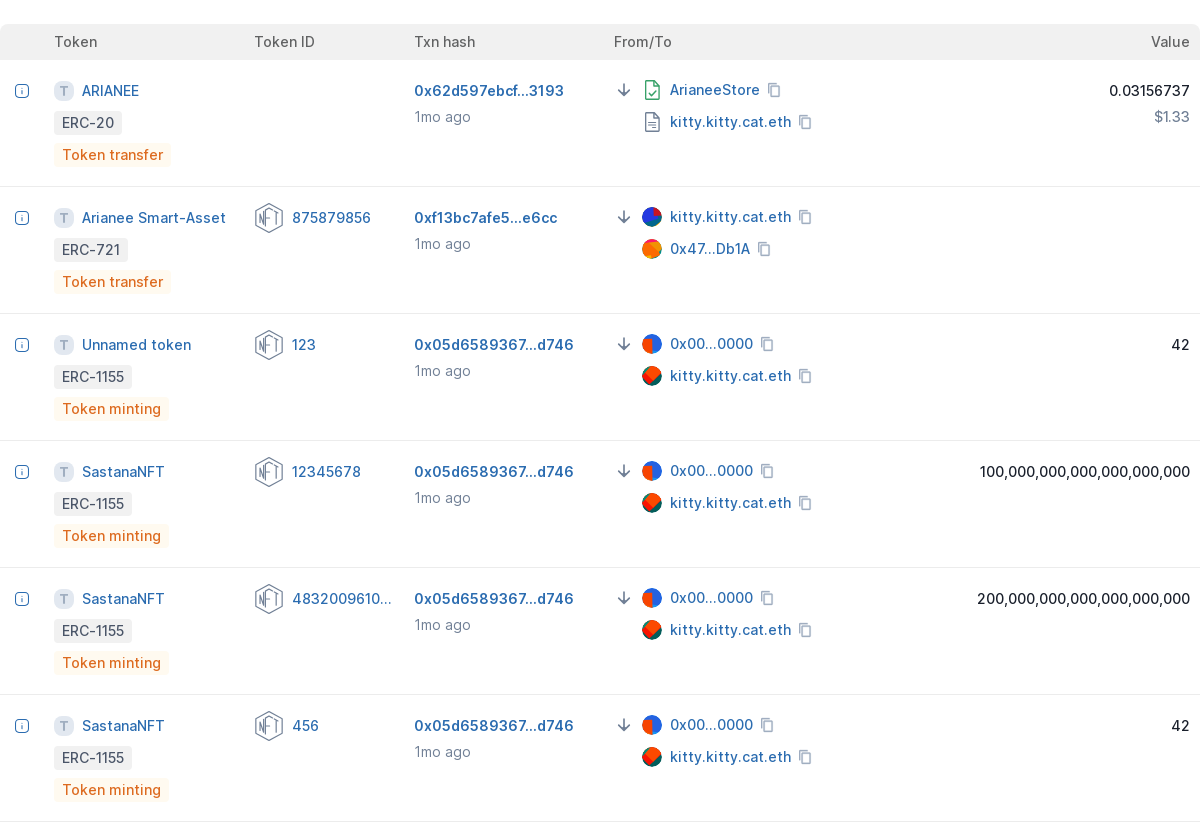 Token Token ID Txn hash From/To Value
T ARIANEE 0x62d597ebcf...3193 ArianeeStore 0.03156737
1mo ago $1.33
ERC-20 kitty.kitty.cat.eth
Token transfer
T Arianee Smart-Asset NFT 875879856 0xf13bc7afe5...e6cc kitty.kitty.cat.eth
1mo ago
ERC-721 0x47...Db1A
Token transfer
T Unnamed token NFT 123 0x05d6589367...d746 0x00...0000 42
1mo ago
ERC-1155 kitty.kitty.cat.eth
Token minting
T SastanaNFT NFT 12345678 0x05d6589367...d746 0x00...0000 100,000,000,000,000,000,000
1mo ago
ERC-1155 kitty.kitty.cat.eth
Token minting
T SastanaNFT NFT 4832009610... 0x05d6589367...d746 0x00...0000 200,000,000,000,000,000,000
1mo ago
ERC-1155 kitty.kitty.cat.eth
Token minting
T SastanaNFT NFT 456 0x05d6589367...d746 0x00...0000 42
1mo ago
ERC-1155 kitty.kitty.cat.eth
Token minting